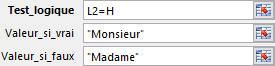 Test_logique L2=H
Valeur_si_vrai "Monsieur"
Valeur_si_faux "Madame"